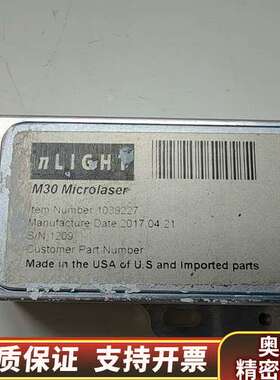 nLIGHT
M30 Microlaser
Item Number:1039227
Manufacture Date:2017.04.21
S/N:1209
Customer Part Number:
Made in the USA of U.S and imported parts
质保证 支持开票
奥
精密